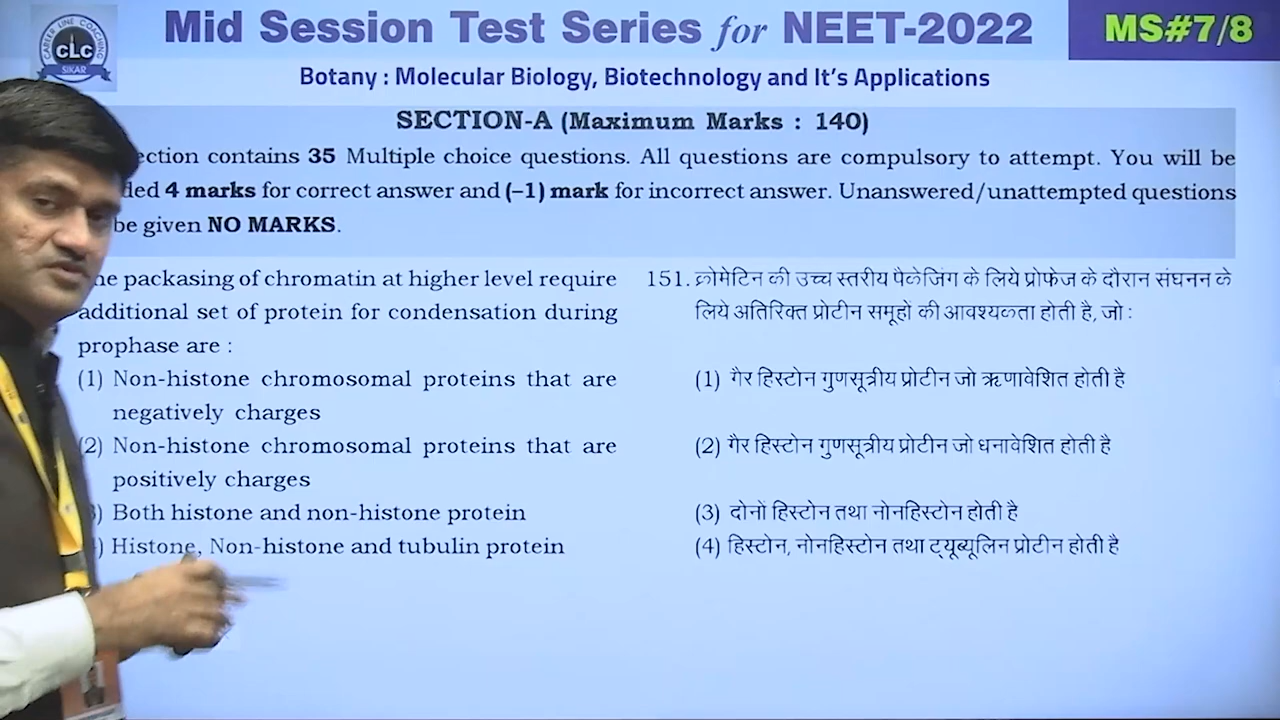 Mid Session Test Series for NEET-2022
MS#7/8
CAREER LINE COACHING
CLC
SIKAR
Botany : Molecular Biology, Biotechnology and It's Applications
SECTION-A (Maximum Marks : 140)
ection contains 35 Multiple choice questions. All questions are compulsory to attempt. You will be
ded 4 marks for correct answer and (–1) mark for incorrect answer. Unanswered/unattempted questions
be given NO MARKS.
he packasing of chromatin at higher level require
additional set of protein for condensation during
prophase are :
(1) Non-histone chromosomal proteins that are
negatively charges
(2) Non-histone chromosomal proteins that are
positively charges
) Both histone and non-histone protein
) Histone, Non-histone and tubulin protein
151. क्रोमेटिन की उच्च स्तरीय पैकेजिंग के लिये प्रोफेज के दौरान संघनन के
लिये अतिरिक्त प्रोटीन समूहों की आवश्यकता होती है, जो :
(1) गैर हिस्टोन गुणसूत्रीय प्रोटीन जो ऋणावेशित होती है
(2) गैर हिस्टोन गुणसूत्रीय प्रोटीन जो धनावेशित होती है
(3) दोनों हिस्टोन तथा नोनहिस्टोन होती है
(4) हिस्टोन, नोनहिस्टोन तथा ट्यूब्यूलिन प्रोटीन होती है